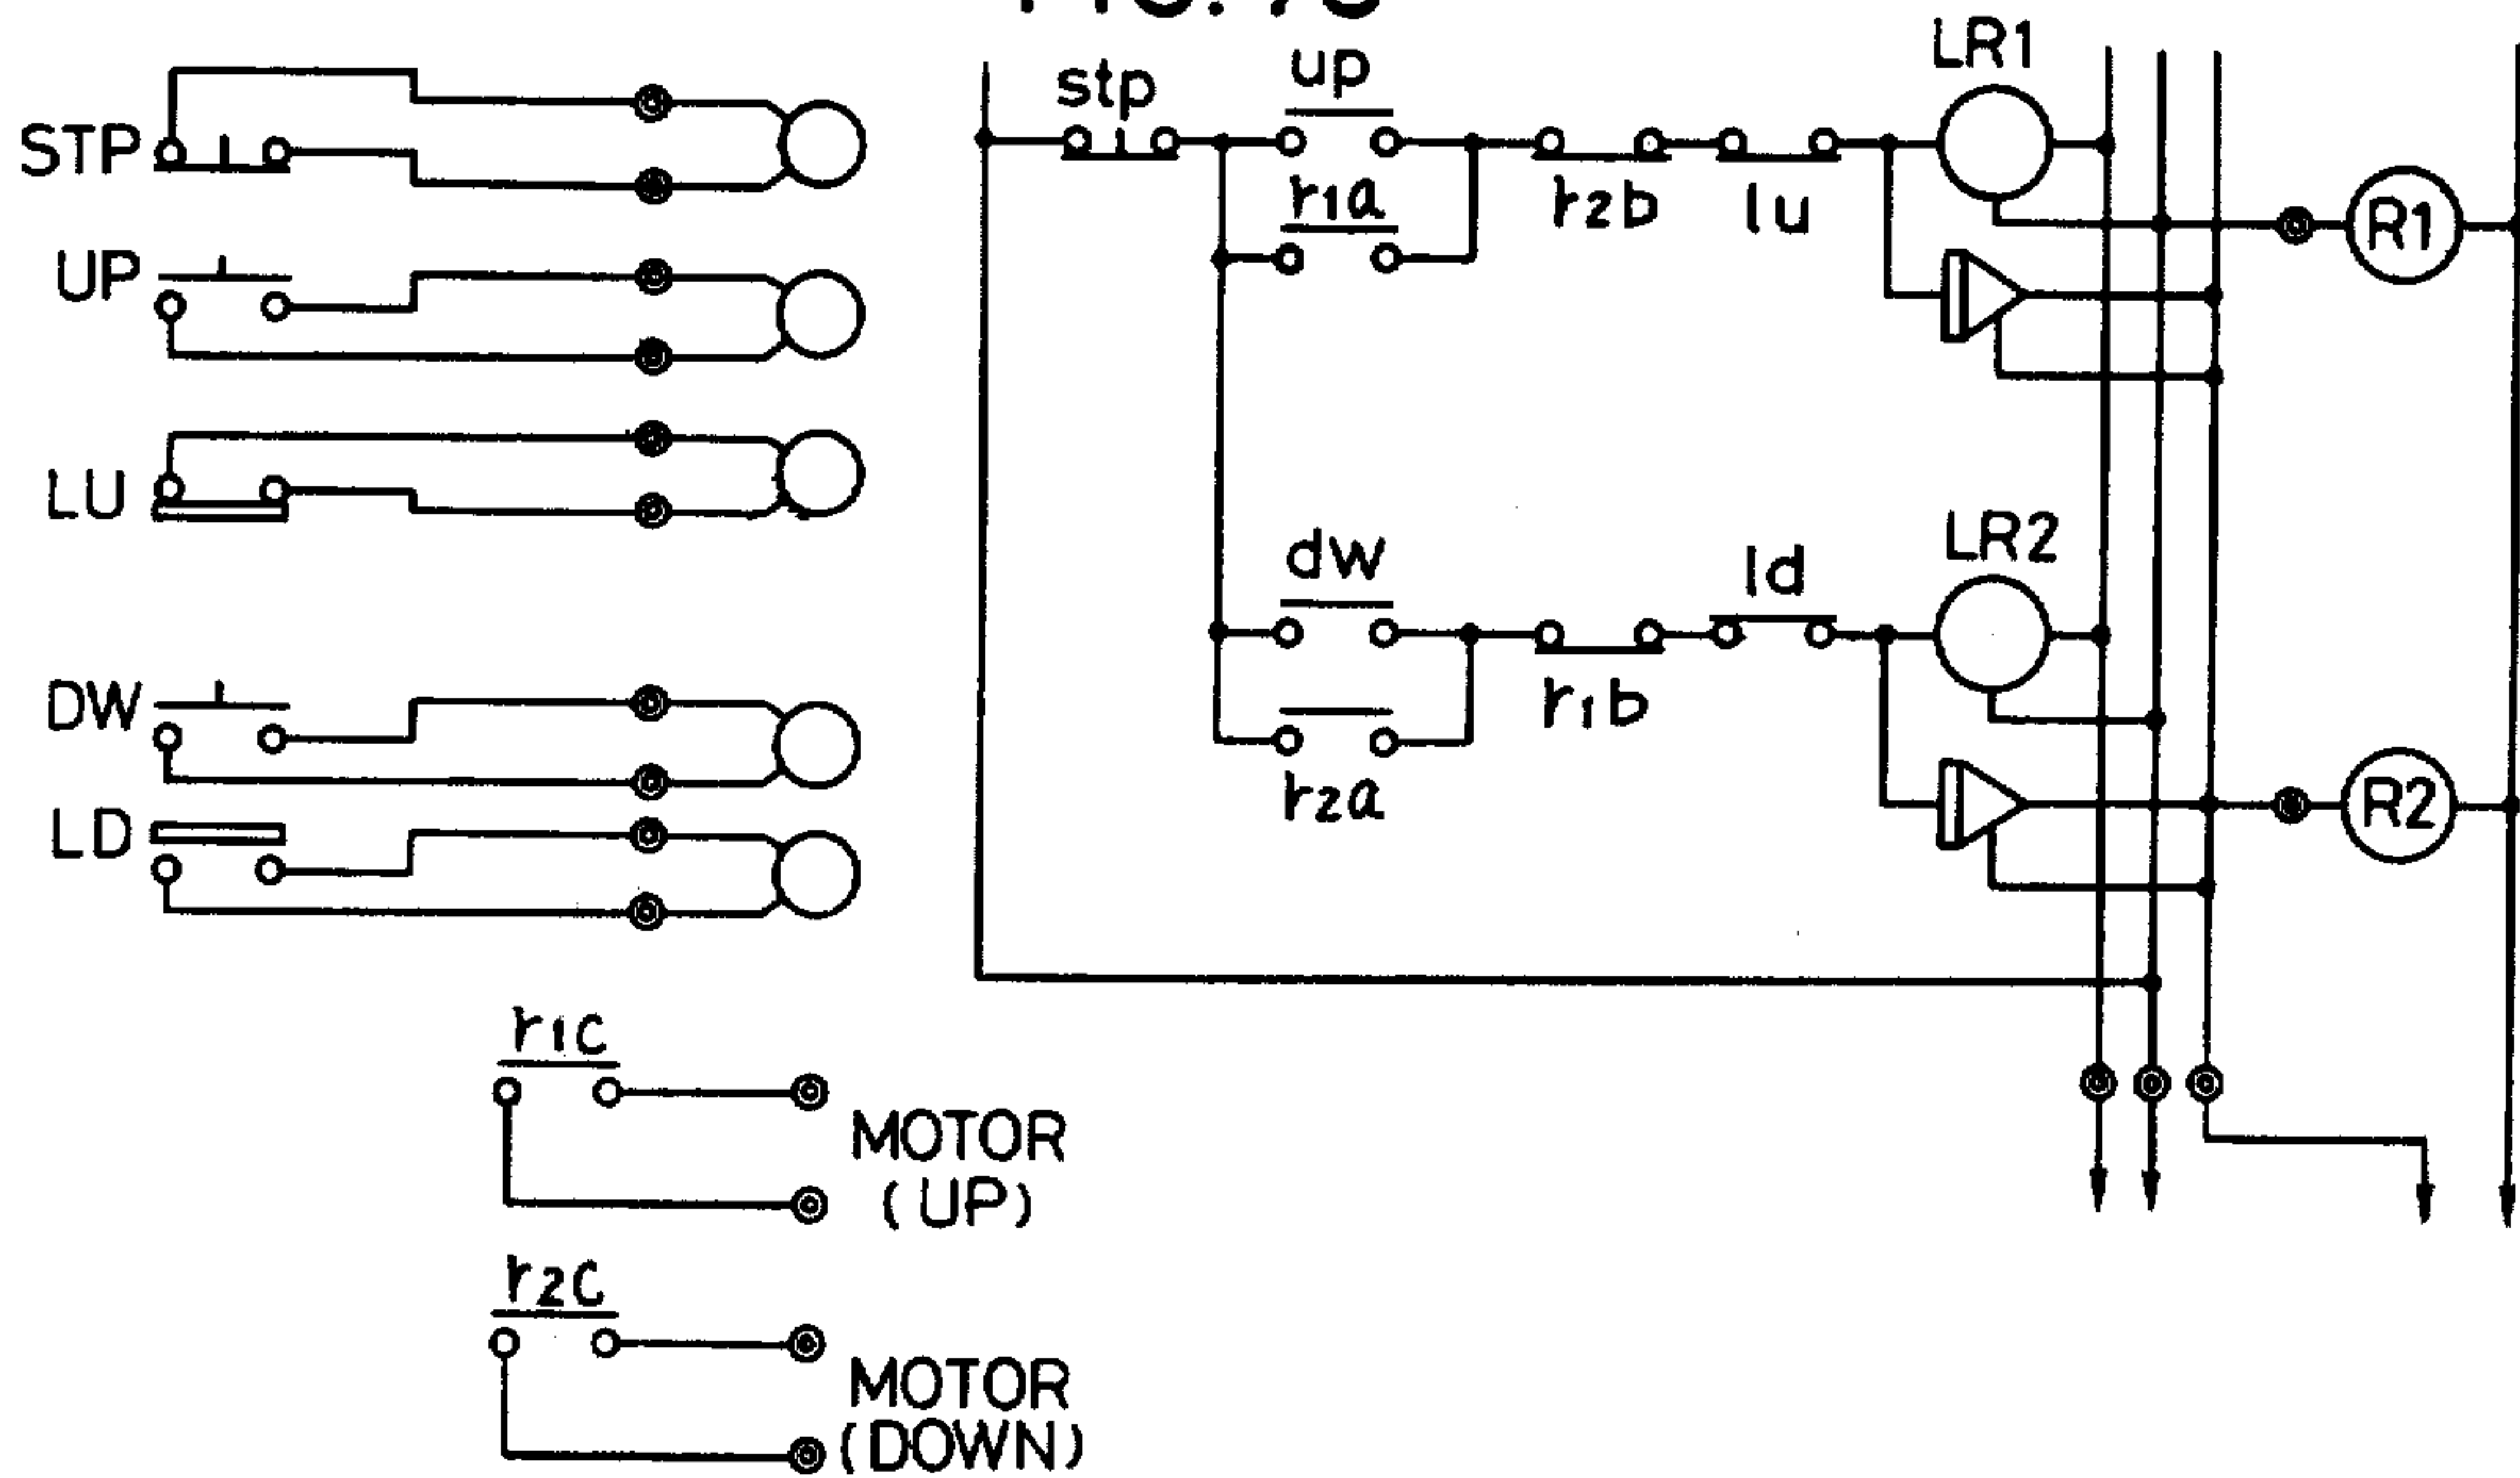 STP
UP
LU
DW
LD
r1c
MOTOR
(UP)
r2c
MOTOR
(DOWN)
stp
up
r1a
r2b
lu
LR1
R1
dw
r2a
r1b
ld
LR2
R2